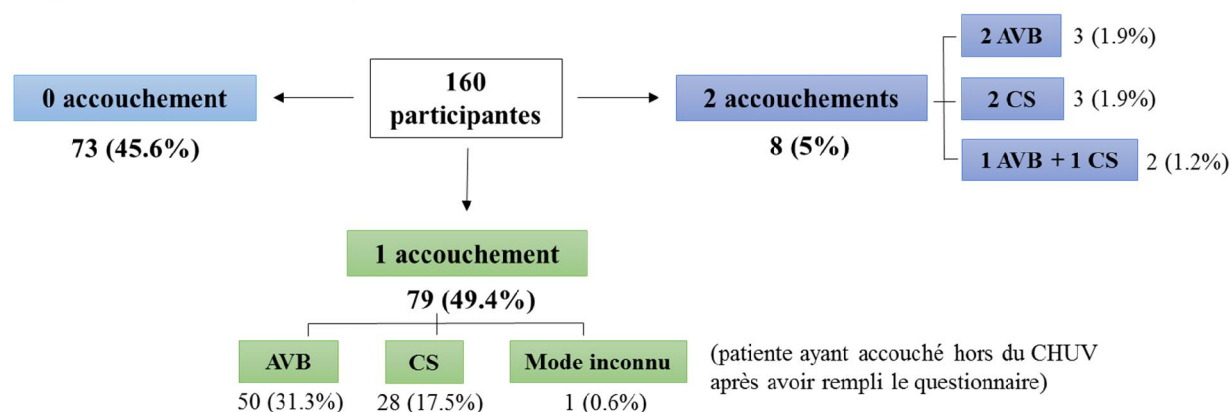 160
participantes
0 accouchement
73 (45.6%)
2 accouchements
8 (5%)
2 AVB 3 (1.9%)
2 CS 3 (1.9%)
1 AVB + 1 CS 2 (1.2%)
1 accouchement
79 (49.4%)
AVB
50 (31.3%)
CS
28 (17.5%)
Mode inconnu
1 (0.6%)
(patiente ayant accouché hors du CHUV
après avoir rempli le questionnaire)